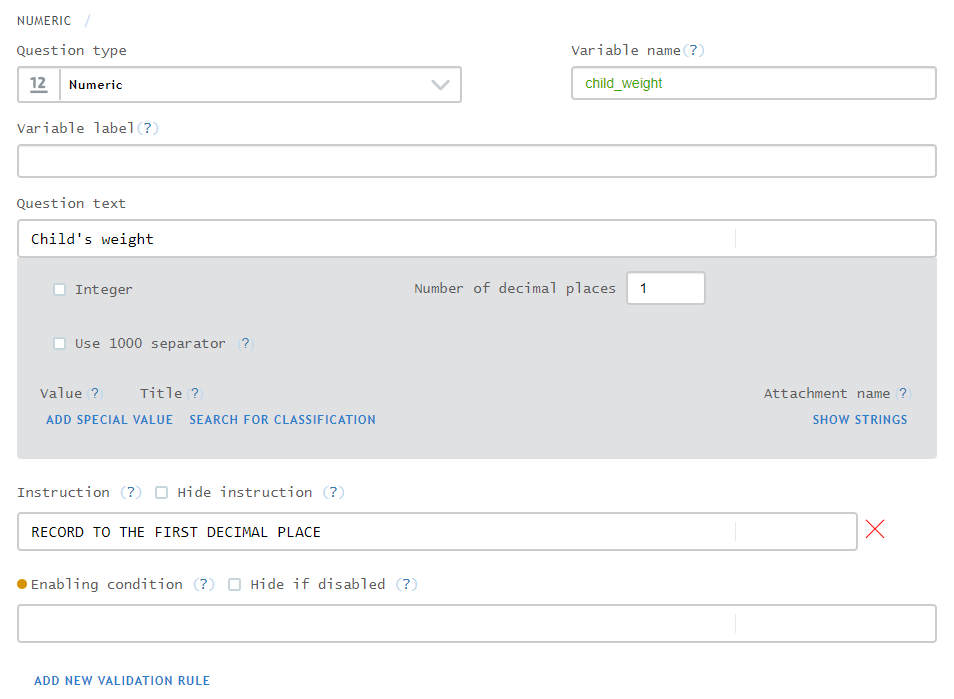 NUMERIC /
Question type Variable name(?)
12 Numeric child_weight
Variable label(?)
Question text
Child's weight
Integer Number of decimal places 1
Use 1000 separator ?
Value ? Title ? Attachment name ?
ADD SPECIAL VALUE SEARCH FOR CLASSIFICATION SHOW STRINGS
Instruction (?) Hide instruction (?)
RECORD TO THE FIRST DECIMAL PLACE
Enabling condition (?) Hide if disabled (?)
ADD NEW VALIDATION RULE